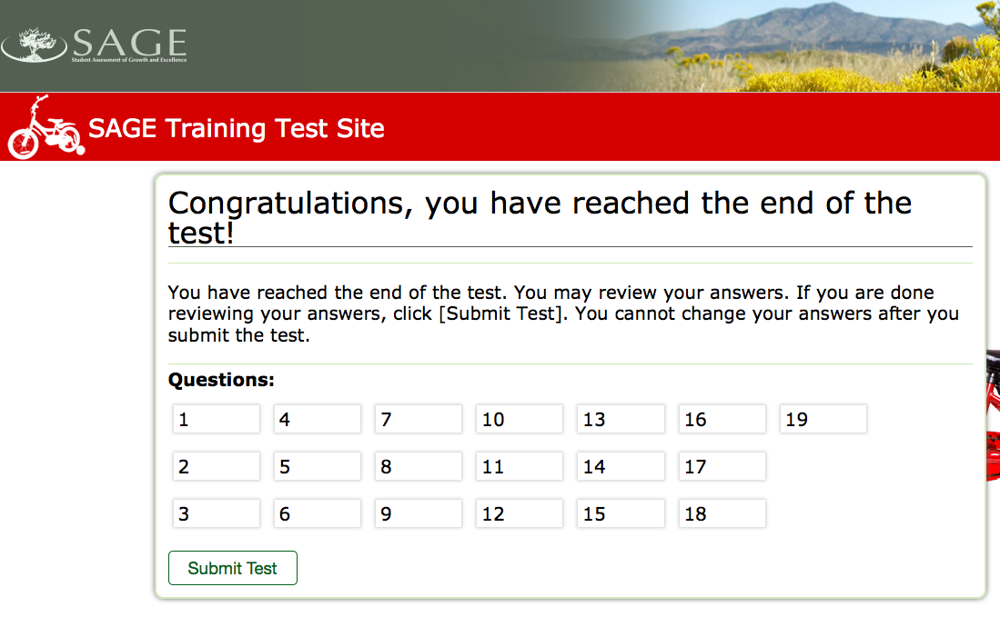 SAGE
Student Assessment of Growth and Excellence
SAGE Training Test Site
Congratulations, you have reached the end of the
test!
You have reached the end of the test. You may review your answers. If you are done
reviewing your answers, click [Submit Test]. You cannot change your answers after you
submit the test.
Questions:
1 4 7 10 13 16 19
2 5 8 11 14 17
3 6 9 12 15 18
Submit Test